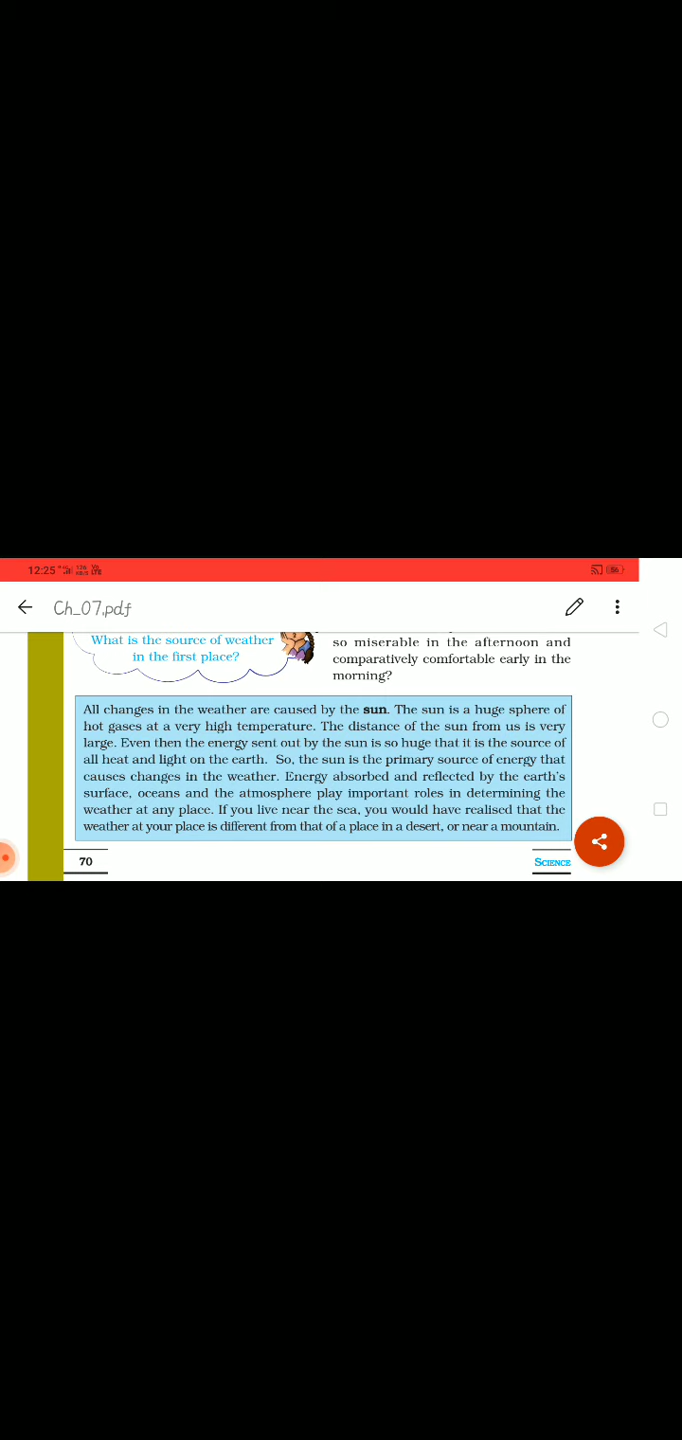 12:25
56
Ch_07.pdf
What is the source of weather
in the first place?
so miserable in the afternoon and
comparatively comfortable early in the
morning?
All changes in the weather are caused by the sun. The sun is a huge sphere of
hot gases at a very high temperature. The distance of the sun from us is very
large. Even then the energy sent out by the sun is so huge that it is the source of
all heat and light on the earth. So, the sun is the primary source of energy that
causes changes in the weather. Energy absorbed and reflected by the earth's
surface, oceans and the atmosphere play important roles in determining the
weather at any place. If you live near the sea, you would have realised that the
weather at your place is different from that of a place in a desert, or near a mountain.
70
SCIENCE